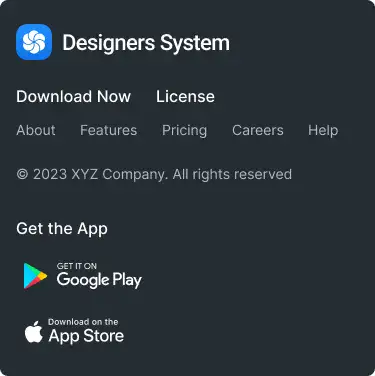 Designers System
Download Now License
About Features Pricing Careers Help
© 2023 XYZ Company. All rights reserved
Get the App
GET IT ON
Google Play
Download on the
App Store